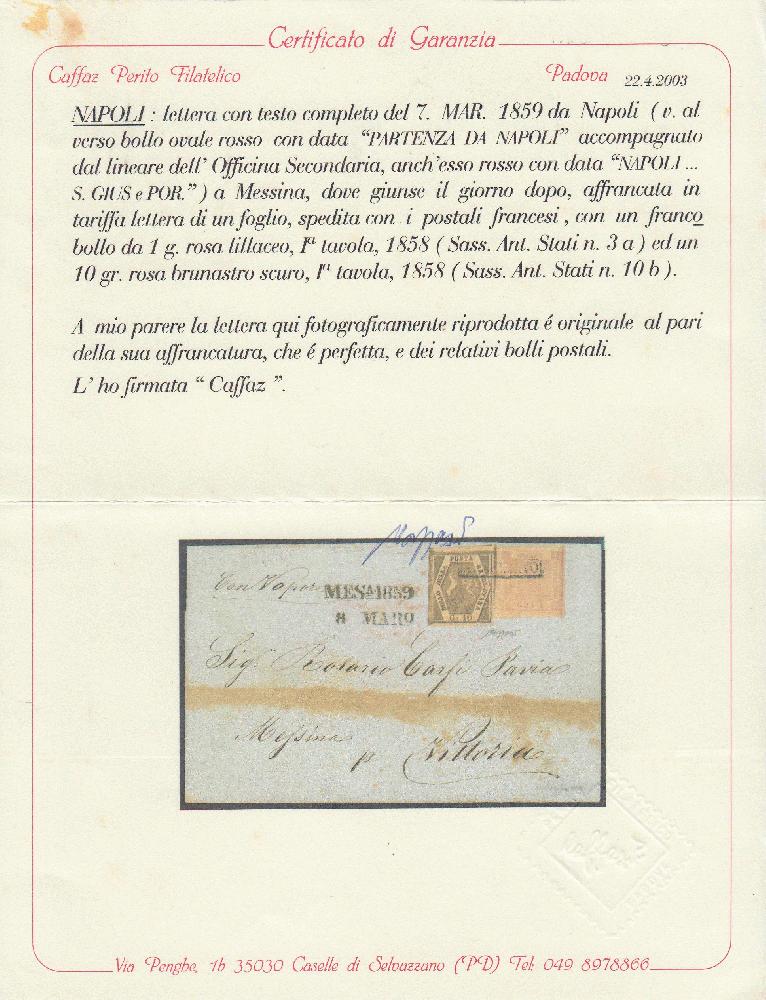 Certificato di Garanzia
Caffaz Perito Filatelico Padova 22.4.2003
NAPOLI : lettera con testo completo del 7. MAR. 1859 da Napoli ( v. al
verso bollo ovale rosso con data “PARTENZA DA NAPOLI” accompagnato
dal lineare dell’ Officina Secondaria, anch’esso rosso con data “NAPOLI ...
S. GIUS e POR.” ) a Messina, dove giunse il giorno dopo, affrancata in
tariffa lettera di un foglio, spedita con i postali francesi , con un franco
bollo da 1 g. rosa lillaceo, Iª tavola, 1858 ( Sass. Ant. Stati n. 3 a ) ed un
10 gr. rosa brunastro scuro, Iª tavola, 1858 ( Sass. Ant. Stati n. 10 b ).
A mio parere la lettera qui fotograficamente riprodotta é originale al pari
della sua affrancatura, che é perfetta, e dei relativi bolli postali.
L’ ho firmata “ Caffaz ”.
Con Vapore
MESª 1859
8 MARO
Sig. Rosario Carfi Pavia
Messina
p Vittoria
Via Penghe, 1b 35030 Caselle di Selvazzano (PD) Tel: 049 8978866